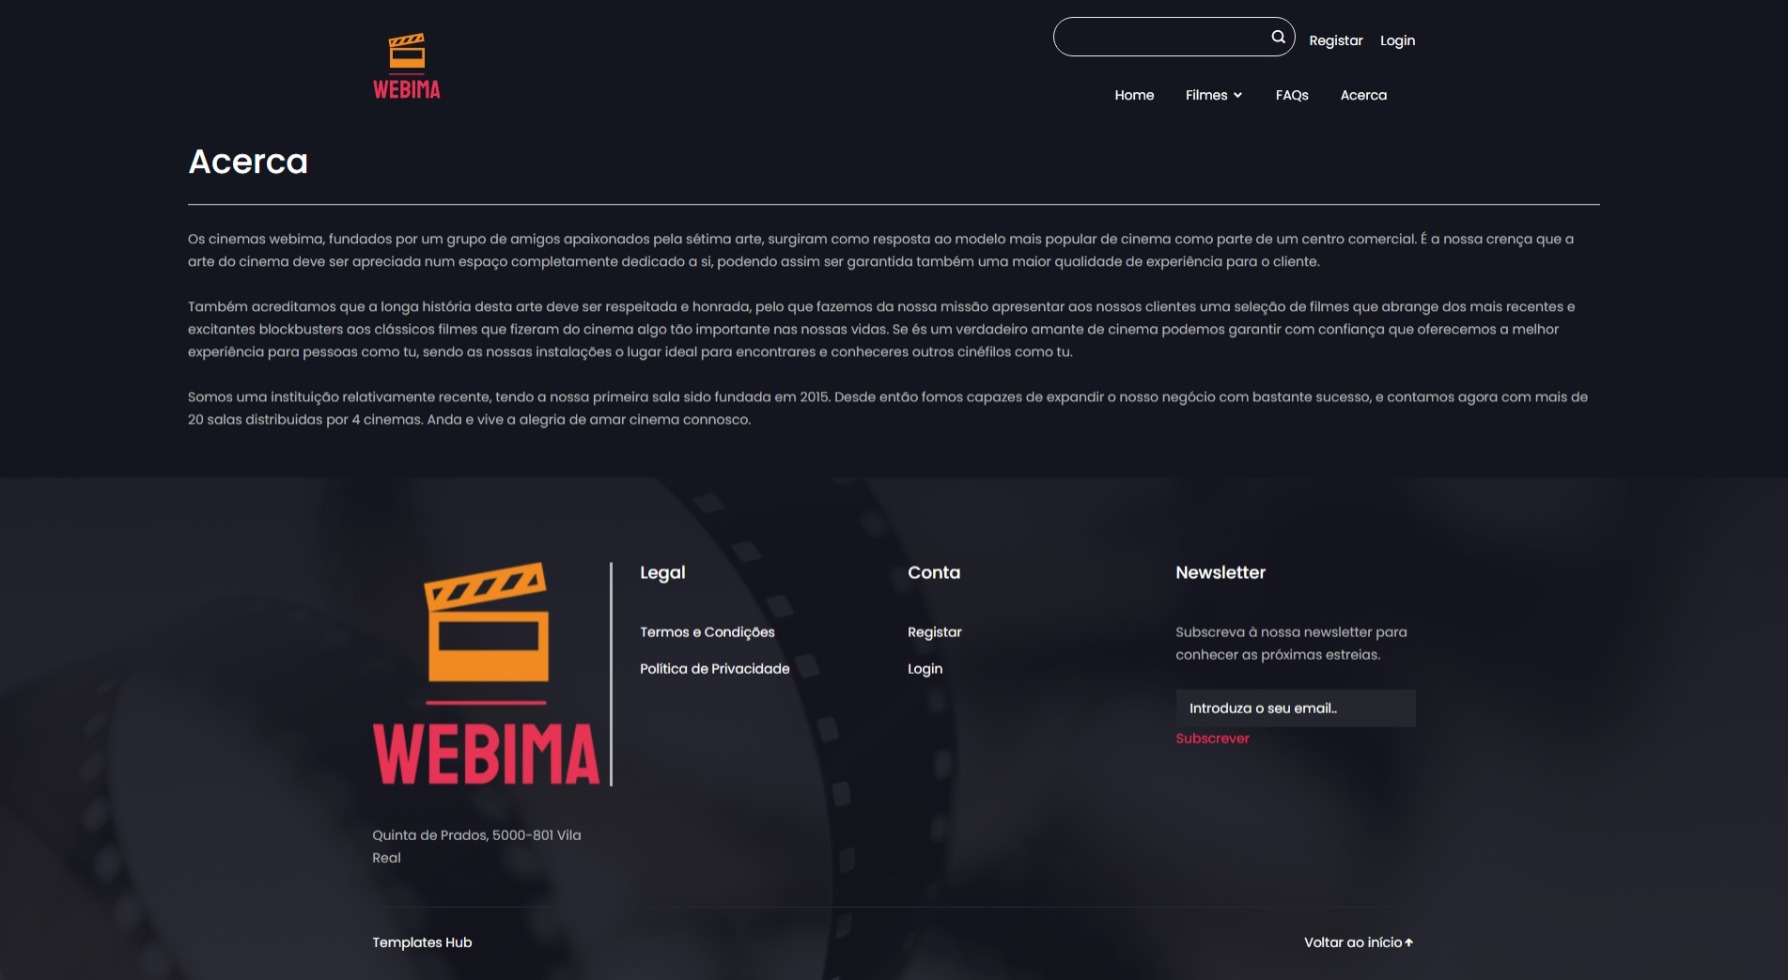 WEBIMA
Registar Login
Home Filmes FAQs Acerca
Acerca
Os cinemas webima, fundados por um grupo de amigos apaixonados pela sétima arte, surgiram como resposta ao modelo mais popular de cinema como parte de um centro comercial. É a nossa crença que a
arte do cinema deve ser apreciada num espaço completamente dedicado a si, podendo assim ser garantida também uma maior qualidade de experiência para o cliente.
Também acreditamos que a longa história desta arte deve ser respeitada e honrada, pelo que fazemos da nossa missão apresentar aos nossos clientes uma seleção de filmes que abrange dos mais recentes e
excitantes blockbusters aos clássicos filmes que fizeram do cinema algo tão importante nas nossas vidas. Se és um verdadeiro amante de cinema podemos garantir com confiança que oferecemos a melhor
experiência para pessoas como tu, sendo as nossas instalações o lugar ideal para encontrares e conheceres outros cinéfilos como tu.
Somos uma instituição relativamente recente, tendo a nossa primeira sala sido fundada em 2015. Desde então fomos capazes de expandir o nosso negócio com bastante sucesso, e contamos agora com mais de
20 salas distribuidas por 4 cinemas. Anda e vive a alegria de amar cinema connosco.
WEBIMA
Quinta de Prados, 5000-801 Vila
Real
Legal
Termos e Condições
Política de Privacidade
Conta
Registar
Login
Newsletter
Subscreva à nossa newsletter para
conhecer as próximas estreias.
Introduza o seu email..
Subscrever
Templates Hub
Voltar ao início